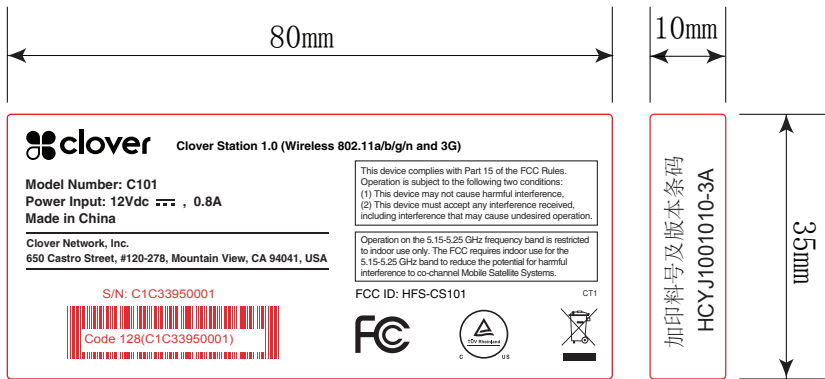 80mm
10mm
clover
Clover Station 1.0 (Wireless 802.11a/b/g/n and 3G)
Model Number: C101
Power Input: 12Vdc ⎓ , 0.8A
Made in China
Clover Network, Inc.
650 Castro Street, #120-278, Mountain View, CA 94041, USA
S/N: C1C33950001
Code 128(C1C33950001)
This device complies with Part 15 of the FCC Rules.
Operation is subject to the following two conditions:
(1) This device may not cause harmful interference,
(2) This device must accept any interference received,
including interference that may cause undesired operation.
Operation on the 5.15-5.25 GHz frequency band is restricted
to indoor use only. The FCC requires indoor use for the
5.15-5.25 GHz band to reduce the potential for harmful
interference to co-channel Mobile Satellite Systems.
FCC ID: HFS-CS101
CT1
FC
TÜV Rheinland
C US
加印料号及版本条码
HCYJ1001010-3A
35mm